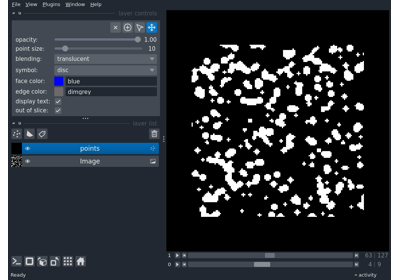 File View Plugins Window Help
layer controls
opacity: 1.00
point size: 10
blending: translucent
symbol: disc
face color: blue
edge color: dimgrey
display text:
out of slice:
layer list
points
Image
1 63 127
0 4 9
Ready activity